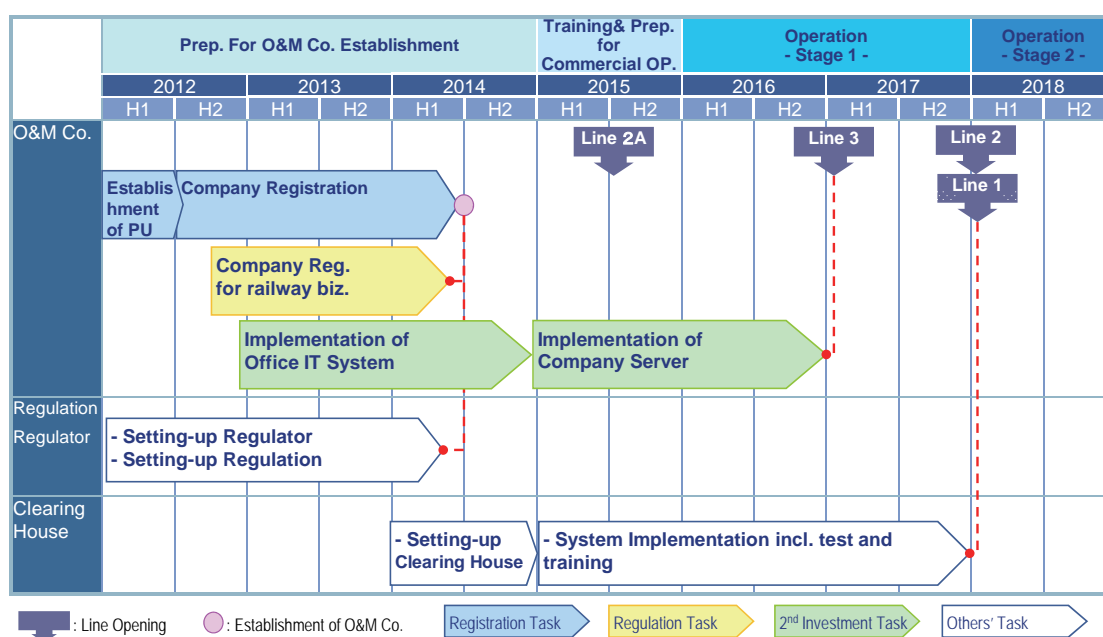 Prep. For O&M Co. Establishment
Training& Prep.
for
Commercial OP.
Operation
- Stage 1 -
Operation
- Stage 2 -
2012
2013
2014
2015
2016
2017
2018
H1
H2
H1
H2
H1
H2
H1
H2
H1
H2
H1
H2
H1
H2
O&M Co.
Line 2A
Line 3
Line 2
Line 1
Establis
hment
of PU
Company Registration
Company Reg.
for railway biz.
Implementation of
Office IT System
Implementation of
Company Server
Regulation
Regulator
- Setting-up Regulator
- Setting-up Regulation
Clearing
House
- Setting-up
Clearing House
- System Implementation incl. test and
training
: Line Opening
: Establishment of O&M Co.
Registration Task
Regulation Task
2nd Investment Task
Others' Task